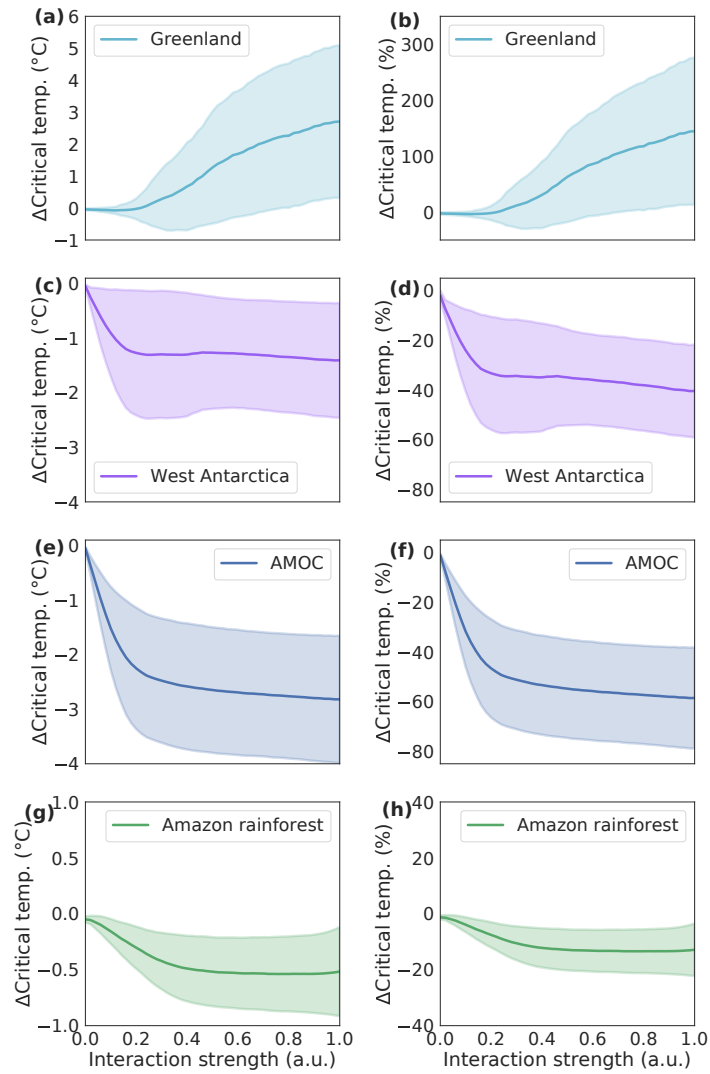 (a)
6
5
4
3
2
1
0
−1
ΔCritical temp. (°C)
Greenland
(b)
300
200
100
0
ΔCritical temp. (%)
Greenland
(c)
0
−1
−2
−3
−4
ΔCritical temp. (°C)
West Antarctica
(d)
0
−20
−40
−60
−80
ΔCritical temp. (%)
West Antarctica
(e)
0
−1
−2
−3
−4
ΔCritical temp. (°C)
AMOC
(f)
0
−20
−40
−60
−80
ΔCritical temp. (%)
AMOC
(g)
1.0
0.5
0.0
−0.5
−1.0
ΔCritical temp. (°C)
Amazon rainforest
0.0 0.2 0.4 0.6 0.8 1.0
Interaction strength (a.u.)
(h)
40
20
0
−20
−40
ΔCritical temp. (%)
Amazon rainforest
0.0 0.2 0.4 0.6 0.8 1.0
Interaction strength (a.u.)